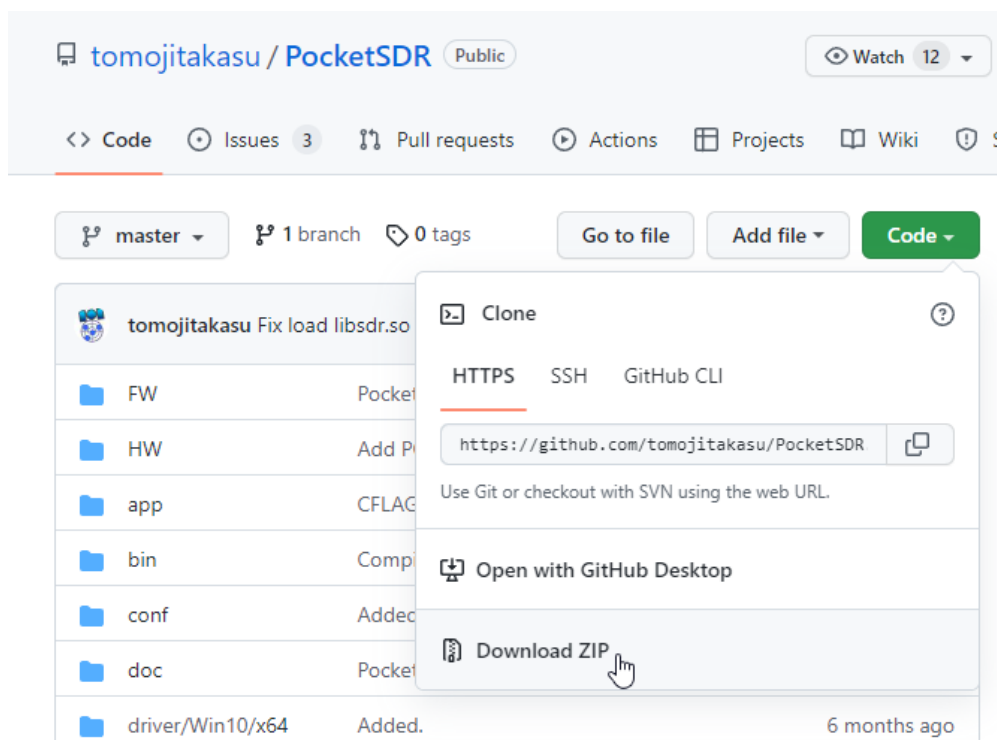 tomojitakasu / PocketSDR Public Watch 12
Code Issues 3 Pull requests Actions Projects Wiki
master 1 branch 0 tags Go to file Add file Code
tomojitakasu Fix load libsdr.so
Clone
HTTPS SSH GitHub CLI
https://github.com/tomojitakasu/PocketSDR
Use Git or checkout with SVN using the web URL.
Open with GitHub Desktop
Download ZIP
FW Pocket
HW Add P
app CFLAG
bin Compi
conf Added
doc Pocket
driver/Win10/x64 Added. 6 months ago